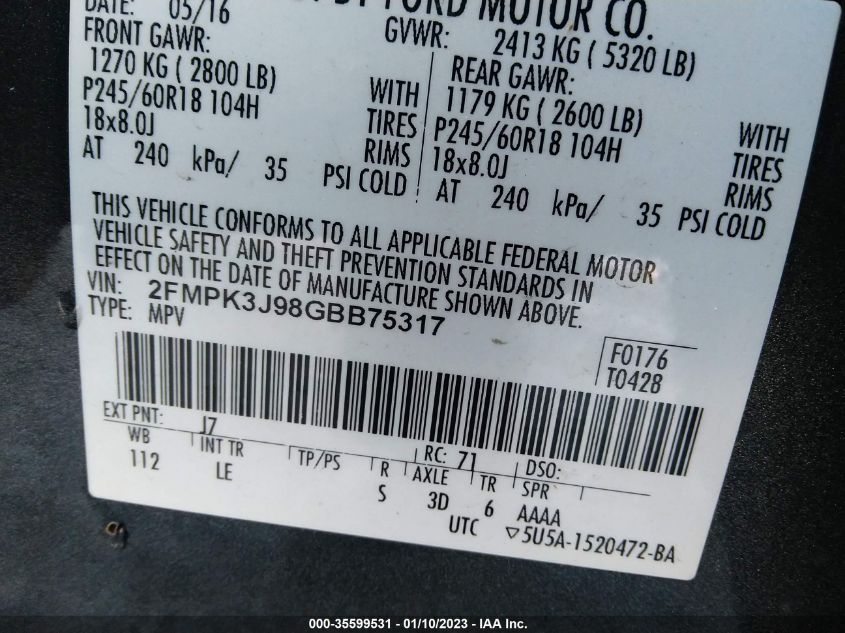 FORD MOTOR CO.
DATE: 05/16
GVWR: 2413 KG ( 5320 LB)
FRONT GAWR:
1270 KG ( 2800 LB)
P245/60R18 104H
18x8.0J
WITH
TIRES
RIMS
AT 240 kPa/ 35 PSI COLD
REAR GAWR:
1179 KG ( 2600 LB)
P245/60R18 104H
18x8.0J
WITH
TIRES
RIMS
AT 240 kPa/ 35 PSI COLD
THIS VEHICLE CONFORMS TO ALL APPLICABLE FEDERAL MOTOR
VEHICLE SAFETY AND THEFT PREVENTION STANDARDS IN
EFFECT ON THE DATE OF MANUFACTURE SHOWN ABOVE.
VIN: 2FMPK3J98GBB75317
TYPE: MPV
F0176
T0428
EXT PNT: J7
RC: 71
DSO:
WB
INT TR
TP/PS
R
AXLE
TR
SPR
112
LE
S
3D
6
AAAA
UTC
▽5U5A-1520472-BA
000-35599531 | 01/10/2023 | IAA Inc.